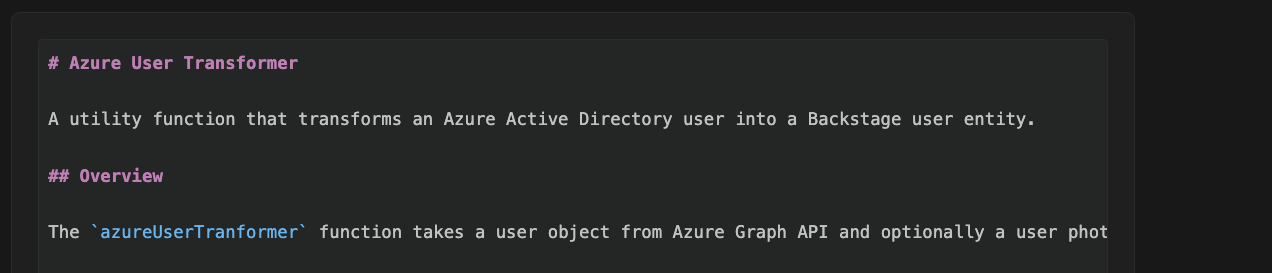 # Azure User Transformer
A utility function that transforms an Azure Active Directory user into a Backstage user entity.
## Overview
The `azureUserTranformer` function takes a user object from Azure Graph API and optionally a user phot